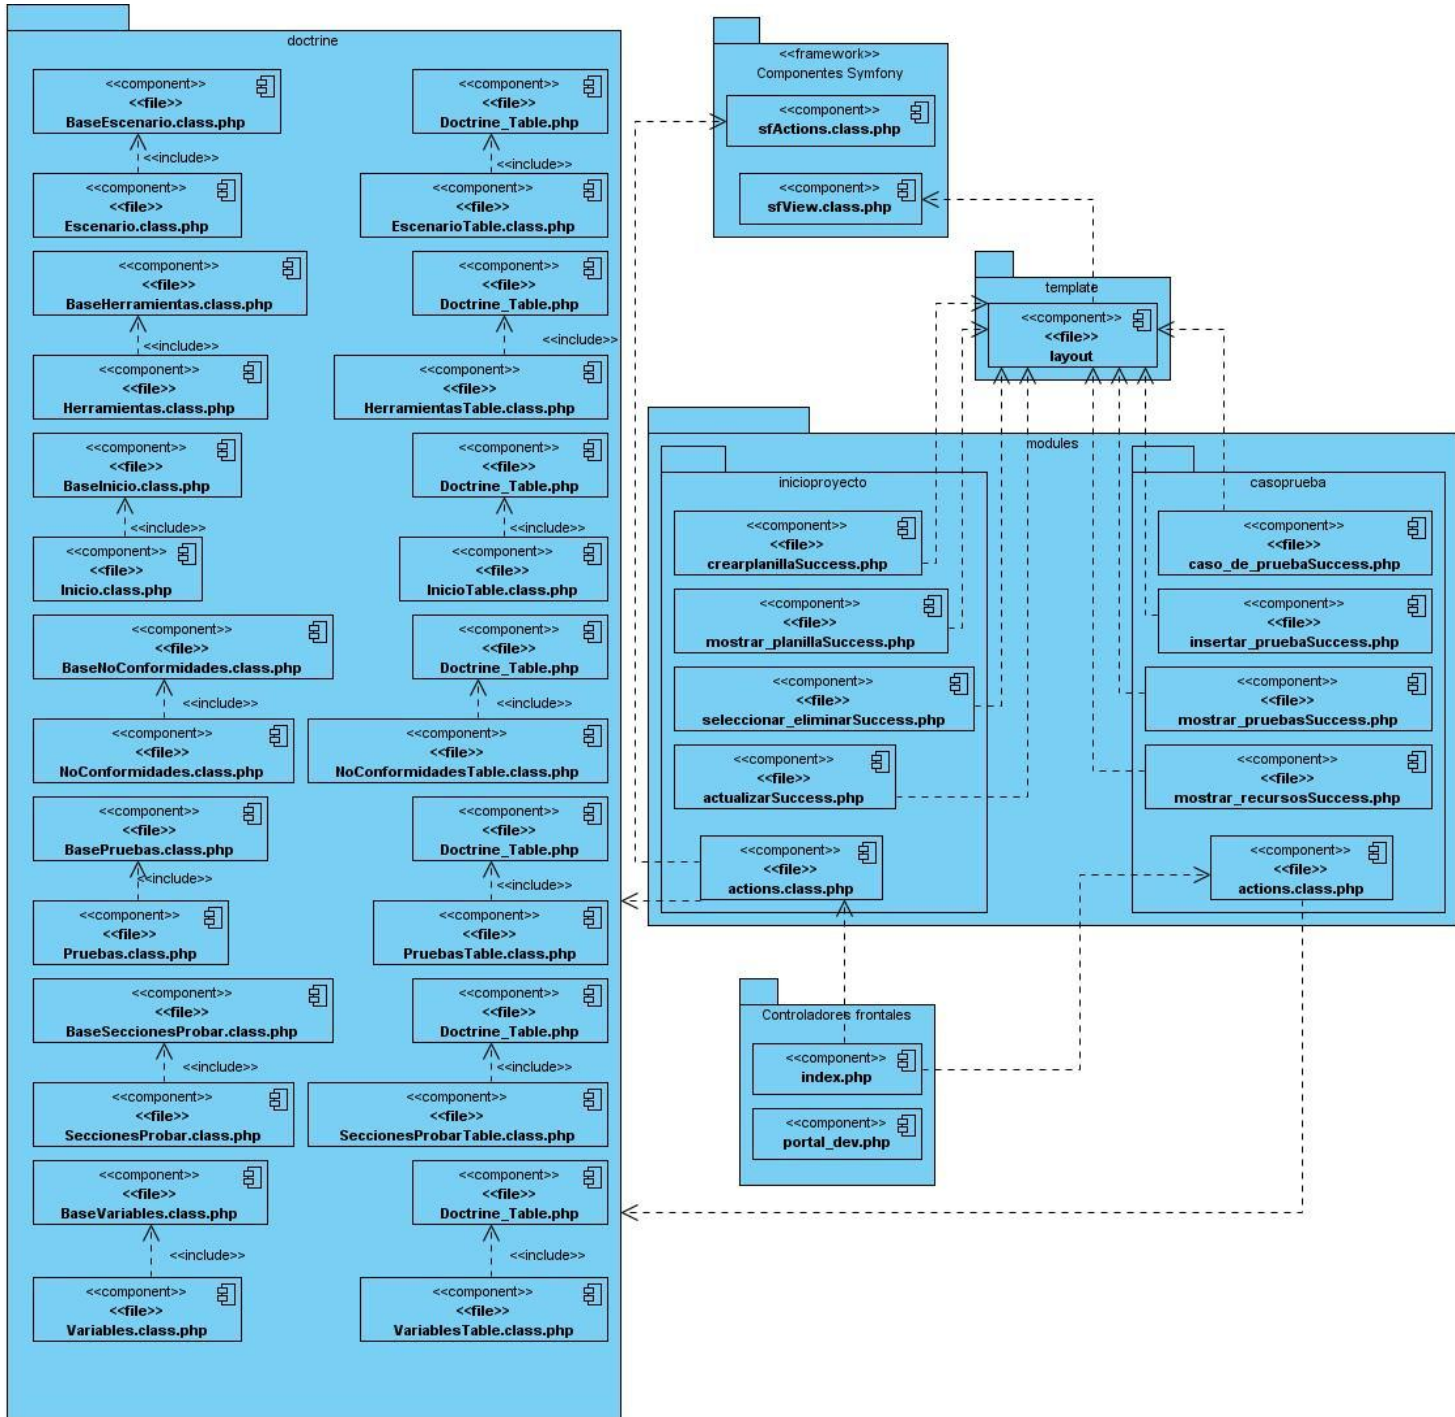 doctrine
<<component>>
<<file>>
BaseEscenario.class.php
<<component>>
<<file>>
Doctrine_Table.php
<<include>>
<<include>>
<<component>>
<<file>>
Escenario.class.php
<<component>>
<<file>>
EscenarioTable.class.php
<<component>>
<<file>>
BaseHerramientas.class.php
<<component>>
<<file>>
Doctrine_Table.php
<<include>>
<<include>>
<<component>>
<<file>>
Herramientas.class.php
<<component>>
<<file>>
HerramientasTable.class.php
<<component>>
<<file>>
BaseInicio.class.php
<<component>>
<<file>>
Doctrine_Table.php
<<include>>
<<include>>
<<component>>
<<file>>
Inicio.class.php
<<component>>
<<file>>
InicioTable.class.php
<<component>>
<<file>>
BaseNoConformidades.class.php
<<component>>
<<file>>
Doctrine_Table.php
<<include>>
<<include>>
<<component>>
<<file>>
NoConformidades.class.php
<<component>>
<<file>>
NoConformidadesTable.class.php
<<component>>
<<file>>
BasePruebas.class.php
<<component>>
<<file>>
Doctrine_Table.php
<<include>>
<<include>>
<<component>>
<<file>>
Pruebas.class.php
<<component>>
<<file>>
PruebasTable.class.php
<<component>>
<<file>>
BaseSeccionesProbar.class.php
<<component>>
<<file>>
Doctrine_Table.php
<<include>>
<<include>>
<<component>>
<<file>>
SeccionesProbar.class.php
<<component>>
<<file>>
SeccionesProbarTable.class.php
<<component>>
<<file>>
BaseVariables.class.php
<<component>>
<<file>>
Doctrine_Table.php
<<include>>
<<include>>
<<component>>
<<file>>
Variables.class.php
<<component>>
<<file>>
VariablesTable.class.php
<<framework>>
Componentes Symfony
<<component>>
sfActions.class.php
<<component>>
sfView.class.php
template
<<component>>
<<file>>
layout
modules
inicioproyecto
<<component>>
<<file>>
crearplanillaSuccess.php
<<component>>
<<file>>
mostrar_planillaSuccess.php
<<component>>
<<file>>
seleccionar_eliminarSuccess.php
<<component>>
<<file>>
actualizarSuccess.php
<<component>>
<<file>>
actions.class.php
casoprueba
<<component>>
<<file>>
caso_de_pruebaSuccess.php
<<component>>
<<file>>
insertar_pruebaSuccess.php
<<component>>
<<file>>
mostrar_pruebasSuccess.php
<<component>>
<<file>>
mostrar_recursosSuccess.php
<<component>>
<<file>>
actions.class.php
Controladores frontales
<<component>>
index.php
<<component>>
portal_dev.php